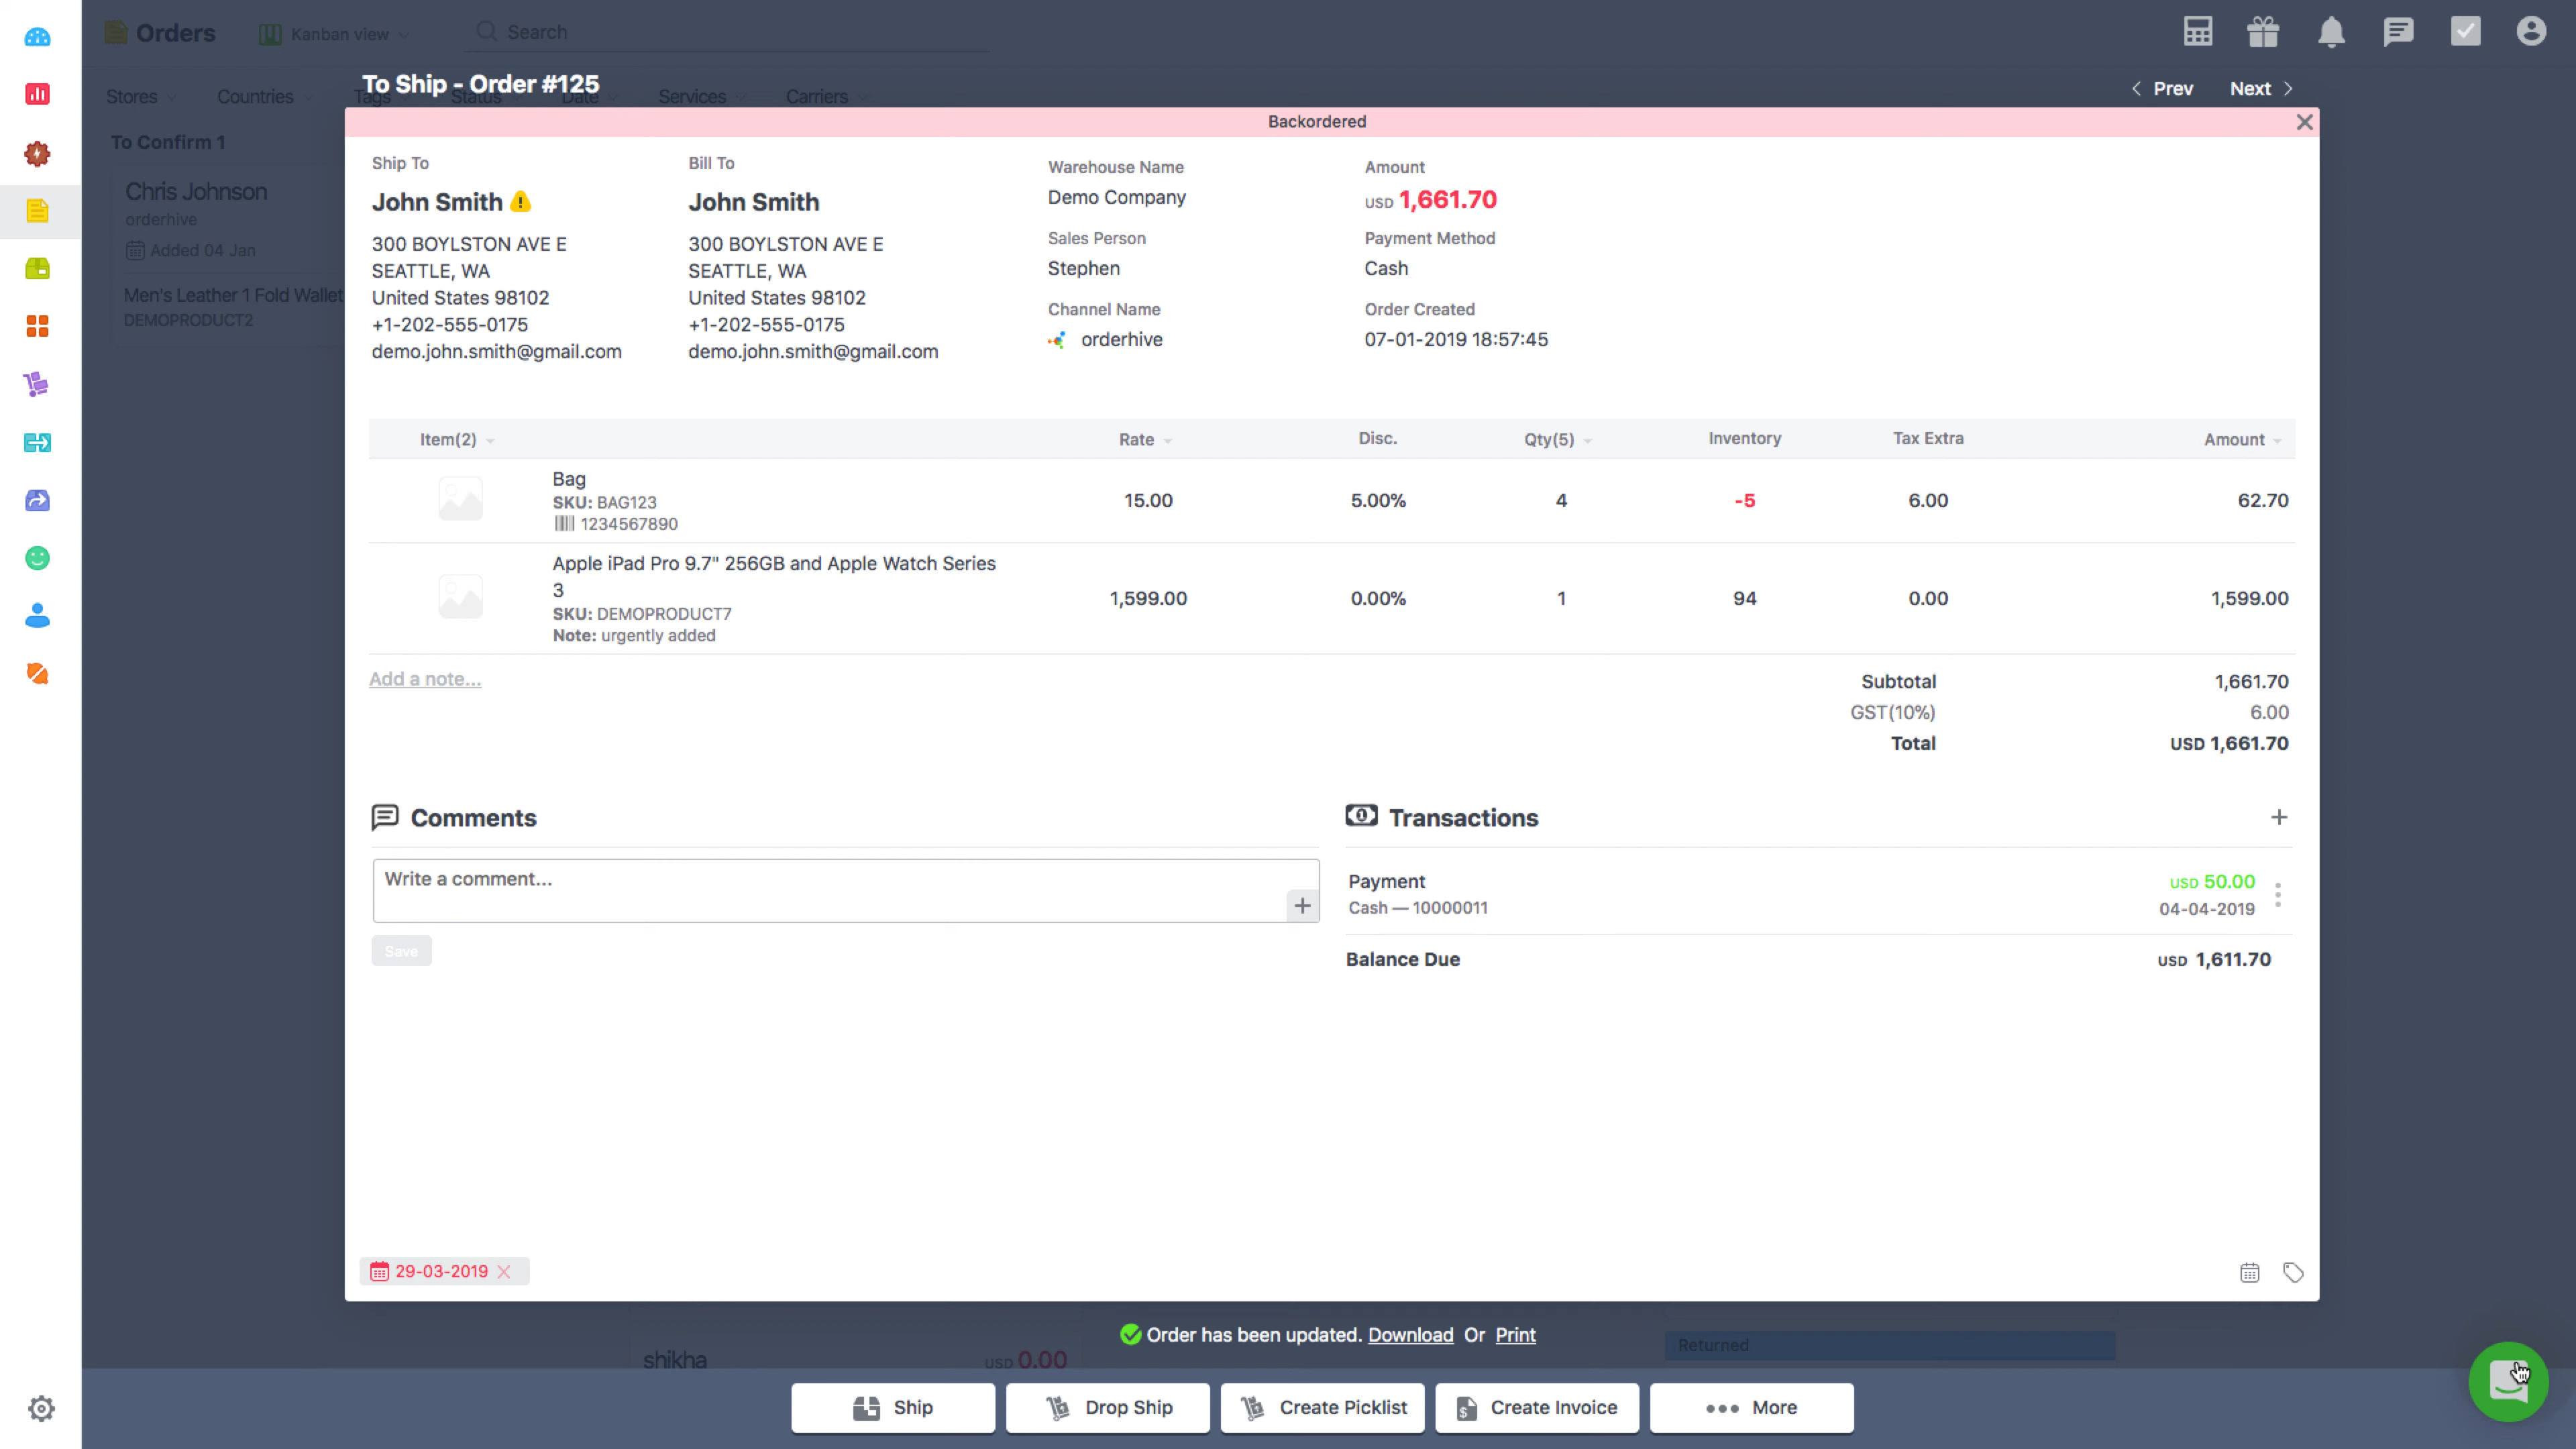 Orders
Kanban view
Search
To Ship - Order #125
Prev
Next
Stores
Countries
Tags
Status
Date
Services
Carriers
Backordered
To Confirm 1
Chris Johnson
orderhive
Added 04 Jan
Men's Leather 1 Fold Wallet
DEMOPRODUCT2
Ship To
John Smith
300 BOYLSTON AVE E
SEATTLE, WA
United States 98102
+1-202-555-0175
demo.john.smith@gmail.com
Bill To
John Smith
300 BOYLSTON AVE E
SEATTLE, WA
United States 98102
+1-202-555-0175
demo.john.smith@gmail.com
Warehouse Name
Demo Company
Sales Person
Stephen
Channel Name
orderhive
Amount
USD 1,661.70
Payment Method
Cash
Order Created
07-01-2019 18:57:45
Item(2) Rate Disc. Qty(5) Inventory Tax Extra Amount
Bag
SKU: BAG123
1234567890
15.00 5.00% 4 -5 6.00 62.70
Apple iPad Pro 9.7" 256GB and Apple Watch Series
3
SKU: DEMOPRODUCT7
Note: urgently added
1,599.00 0.00% 1 94 0.00 1,599.00
Add a note...
Subtotal 1,661.70
GST(10%) 6.00
Total USD 1,661.70
Comments
Write a comment...
Save
Transactions
Payment USD 50.00
Cash — 10000011 04-04-2019
Balance Due USD 1,611.70
29-03-2019
Order has been updated. Download Or Print
shikha USD 0.00
Returned
Ship
Drop Ship
Create Picklist
Create Invoice
More